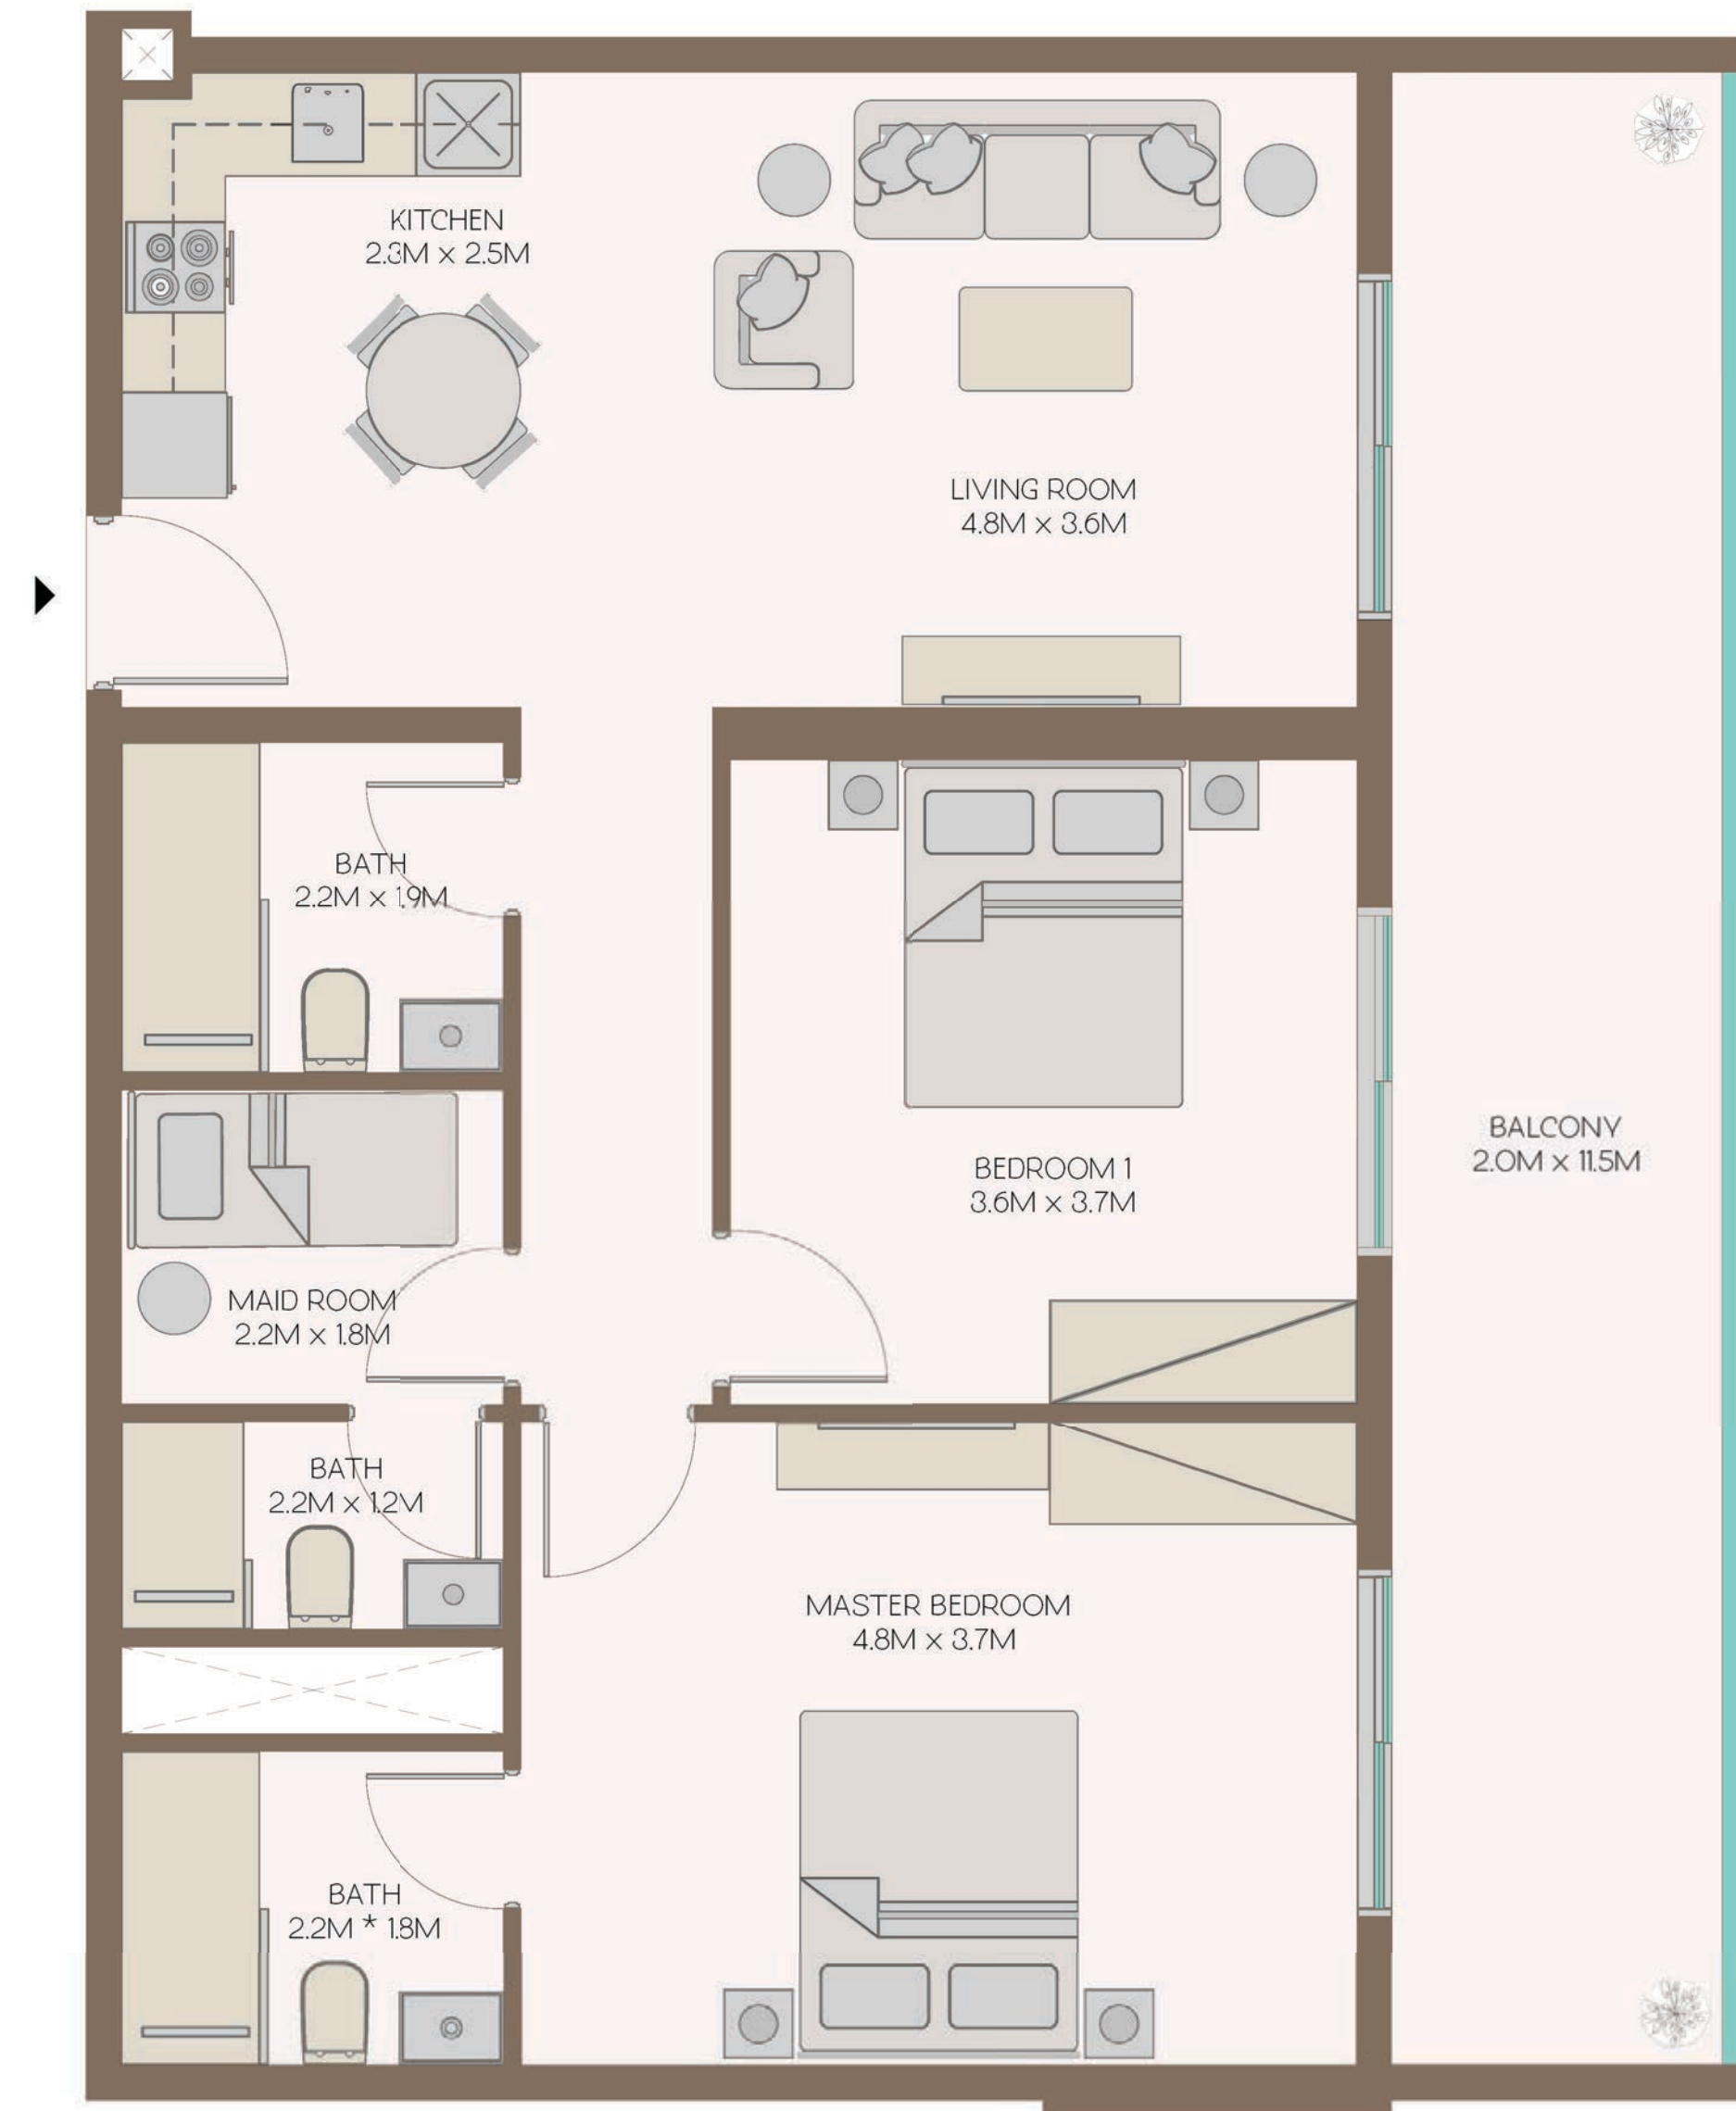 KITCHEN
2.3M x 2.5M
LIVING ROOM
4.8M x 3.6M
BATH
2.2M x 1.9M
BEDROOM 1
3.6M x 3.7M
BALCONY
2.0M x 11.5M
MAID ROOM
2.2M x 1.8M
BATH
2.2M x 1.2M
MASTER BEDROOM
4.8M x 3.7M
BATH
2.2M * 1.8M